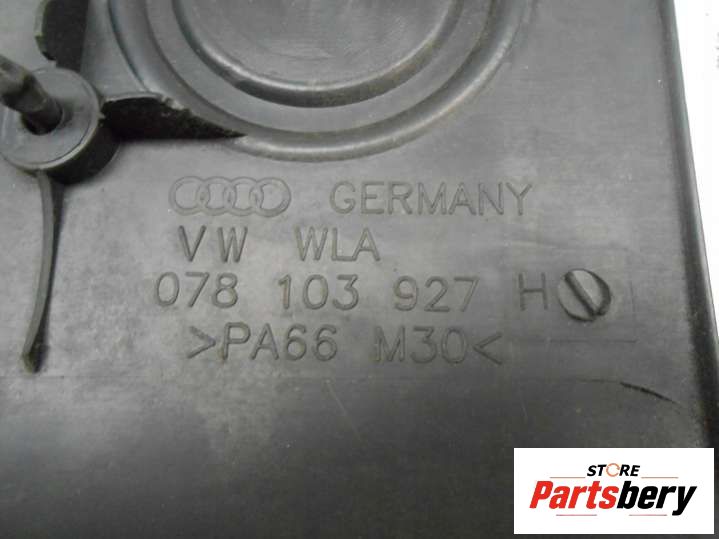 GERMANY
VW WLA
078 103 927 H
>PA66 M30<
STORE
Partsbery